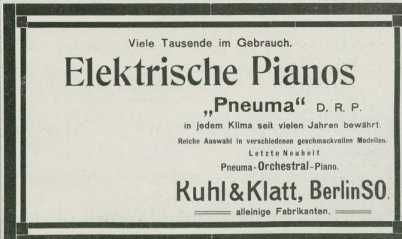 Viele Tausende im Gebrauch.
Elektrische Pianos
„Pneuma“ D. R. P.
in jedem Klima seit vielen Jahren bewährt.
Reiche Auswahl in verschiedenen geschmackvollen Modellen.
Letzte Neuheit
Pneuma-Orchestral-Piano.
Kuhl & Klatt, Berlin SO.
alleinige Fabrikanten.